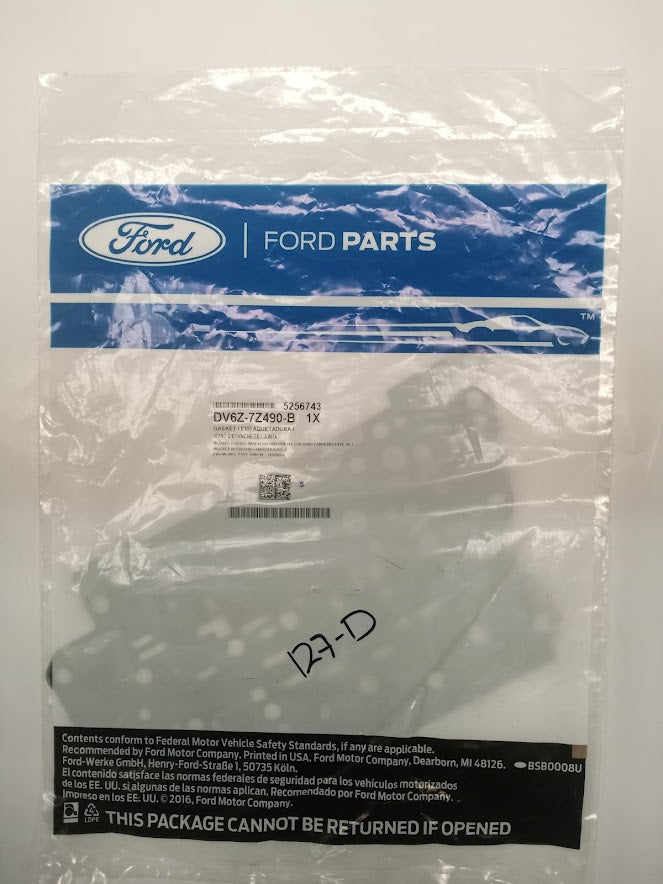 Ford
FORD PARTS
TM
5256743
DV6Z-7Z490-B 1X
GASKET / EMPAQUETADURA /
JOINT D'ETANCHEITE / JUNTA
127-D
Contents conform to Federal Motor Vehicle Safety Standards, if any are applicable.
Recommended by Ford Motor Company. Printed in USA. Ford Motor Company, Dearborn, MI 48126.
BSB0008U
Ford-Werke GmbH, Henry-Ford-Straße 1, 50735 Köln.
El contenido satisface las normas federales de seguridad para los vehículos motorizados
de los EE. UU. si algunas de las normas aplican. Recomendado por Ford Motor Company.
Impreso en los EE. UU. © 2016, Ford Motor Company.
LDPE
THIS PACKAGE CANNOT BE RETURNED IF OPENED